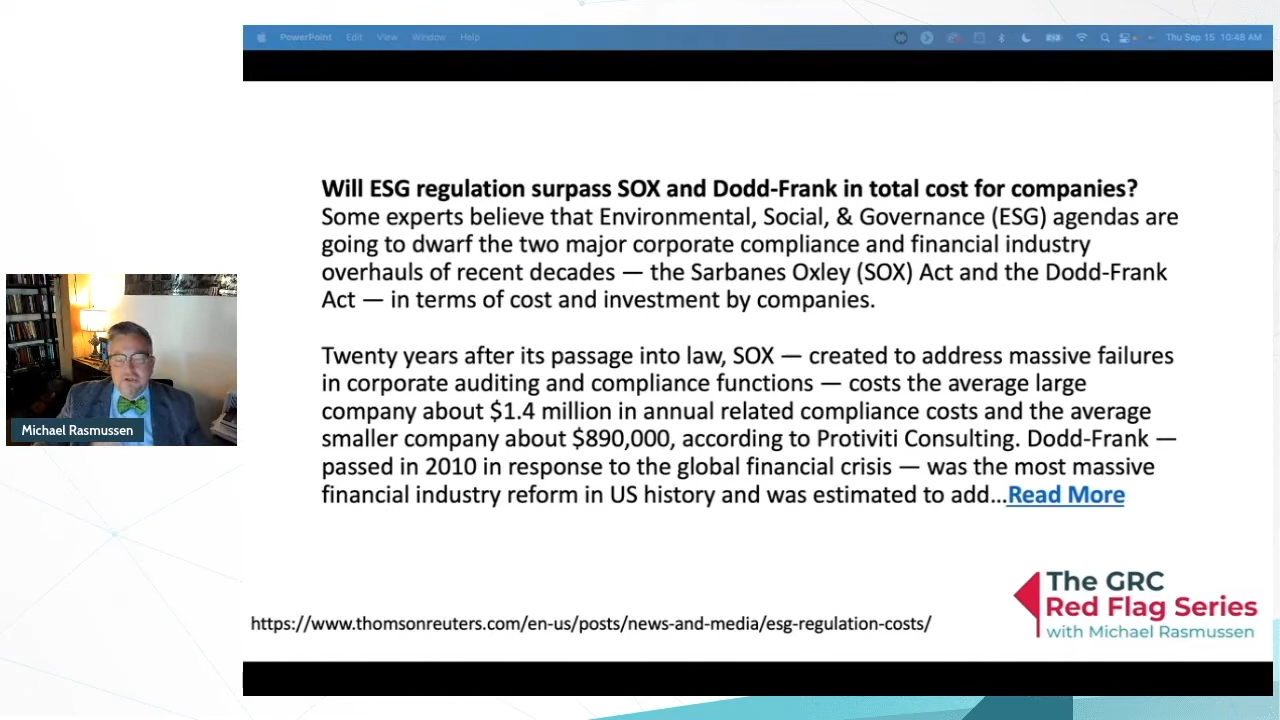 PowerPoint Edit View Window Help Thu Sep 15 10:48 AM
Will ESG regulation surpass SOX and Dodd-Frank in total cost for companies?
Some experts believe that Environmental, Social, & Governance (ESG) agendas are
going to dwarf the two major corporate compliance and financial industry
overhauls of recent decades — the Sarbanes Oxley (SOX) Act and the Dodd-Frank
Act — in terms of cost and investment by companies.
Twenty years after its passage into law, SOX — created to address massive failures
in corporate auditing and compliance functions — costs the average large
company about $1.4 million in annual related compliance costs and the average
smaller company about $890,000, according to Protiviti Consulting. Dodd-Frank —
passed in 2010 in response to the global financial crisis — was the most massive
financial industry reform in US history and was estimated to add...Read More
Michael Rasmussen
The GRC
Red Flag Series
with Michael Rasmussen
https://www.thomsonreuters.com/en-us/posts/news-and-media/esg-regulation-costs/